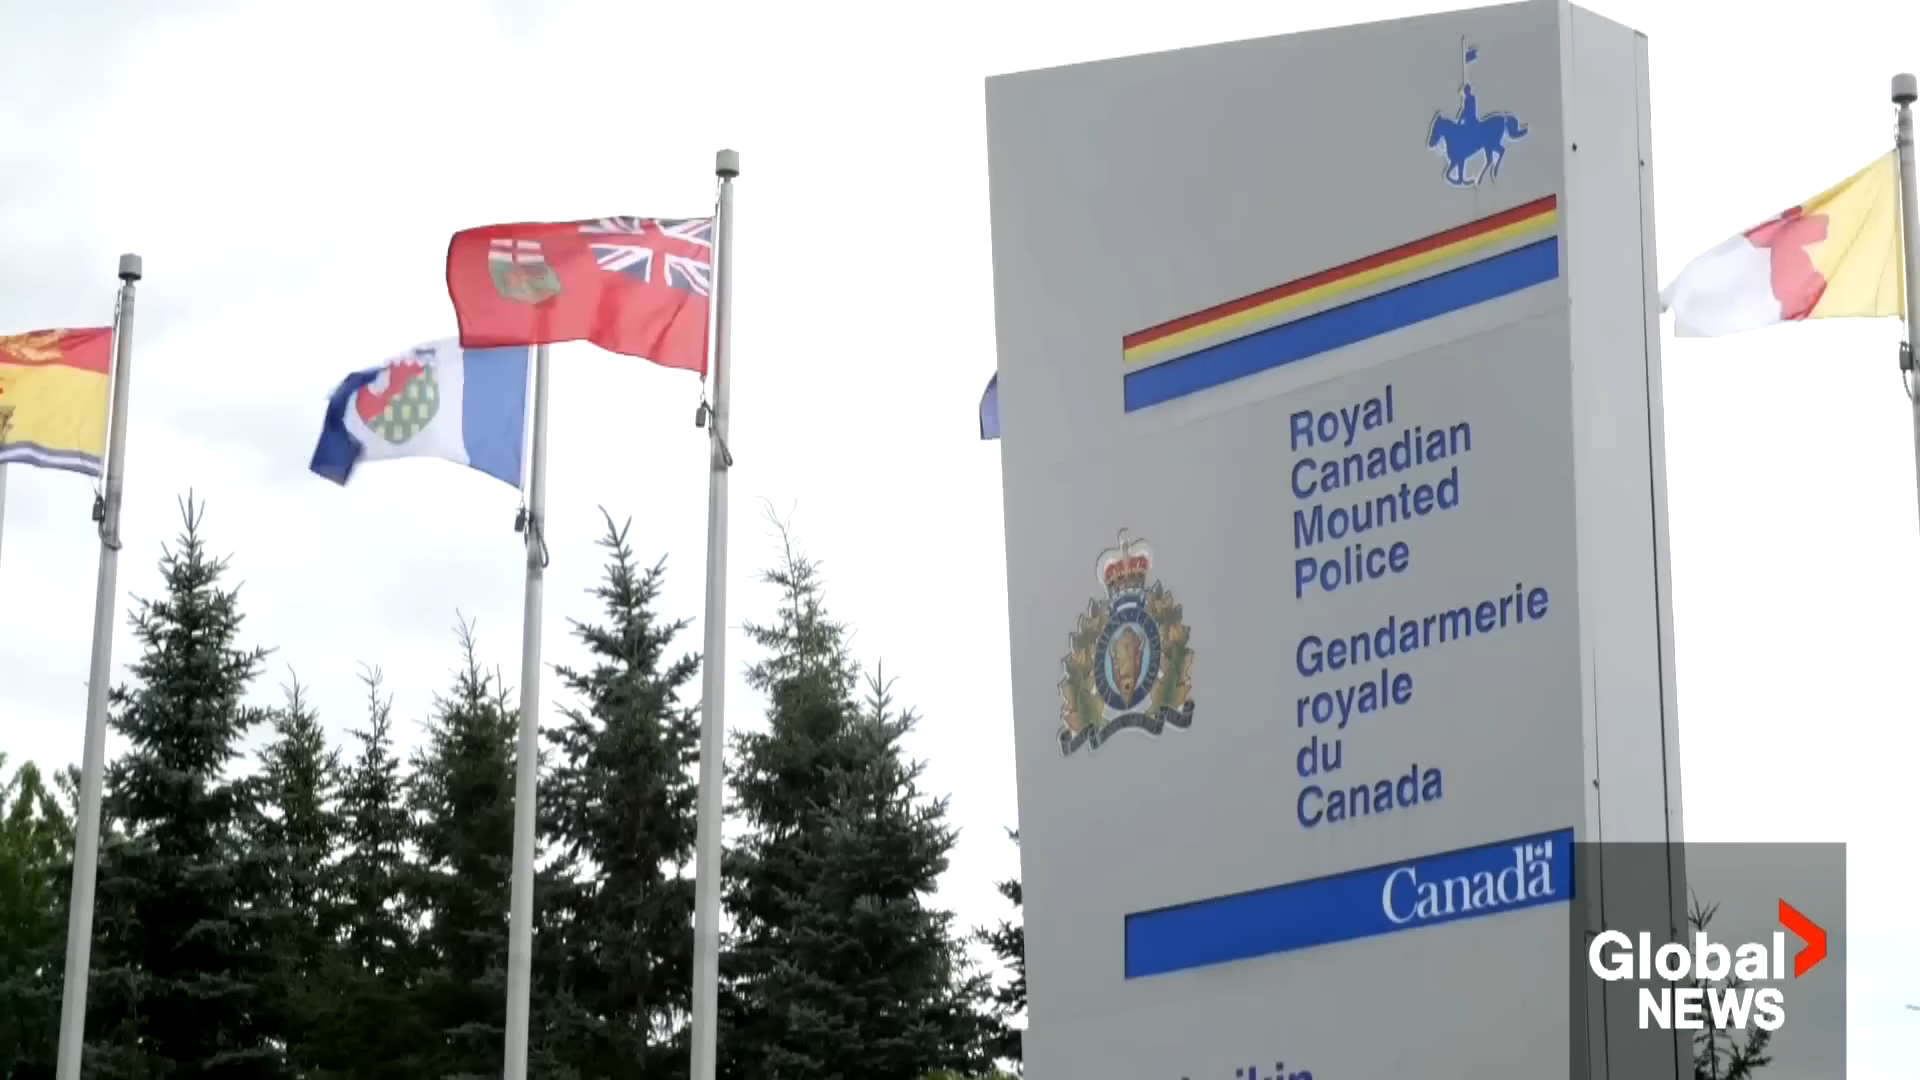 Royal
Canadian
Mounted
Police
Gendarmerie
royale
du
Canada
Canada
Global
NEWS